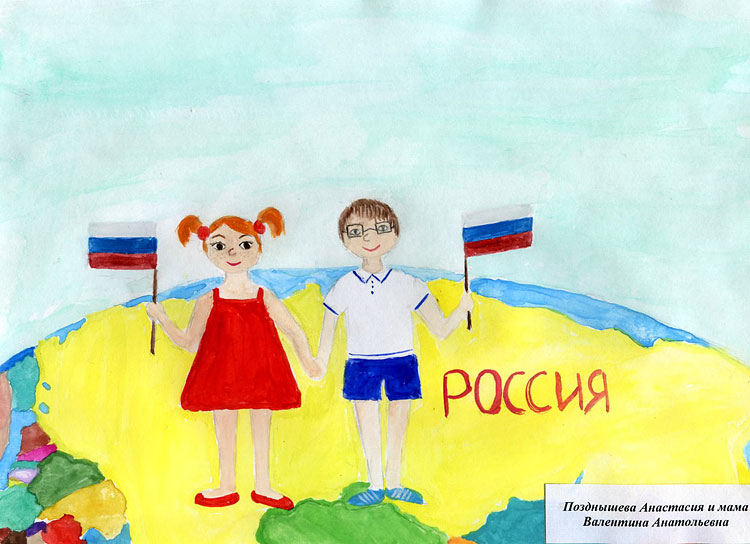 РОССИЯ
Позднышева Анастасия и мама
Валентина Анатольевна